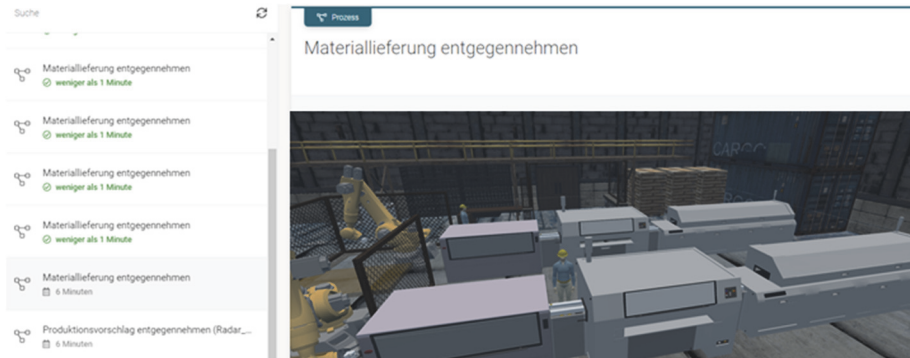 Suche
Materiallieferung entgegennehmen
weniger als 1 Minute
Materiallieferung entgegennehmen
weniger als 1 Minute
Materiallieferung entgegennehmen
weniger als 1 Minute
Materiallieferung entgegennehmen
weniger als 1 Minute
Materiallieferung entgegennehmen
6 Minuten
Produktionsvorschlag entgegennehmen (Radar_...
6 Minuten
Prozess
Materiallieferung entgegennehmen
CARGO